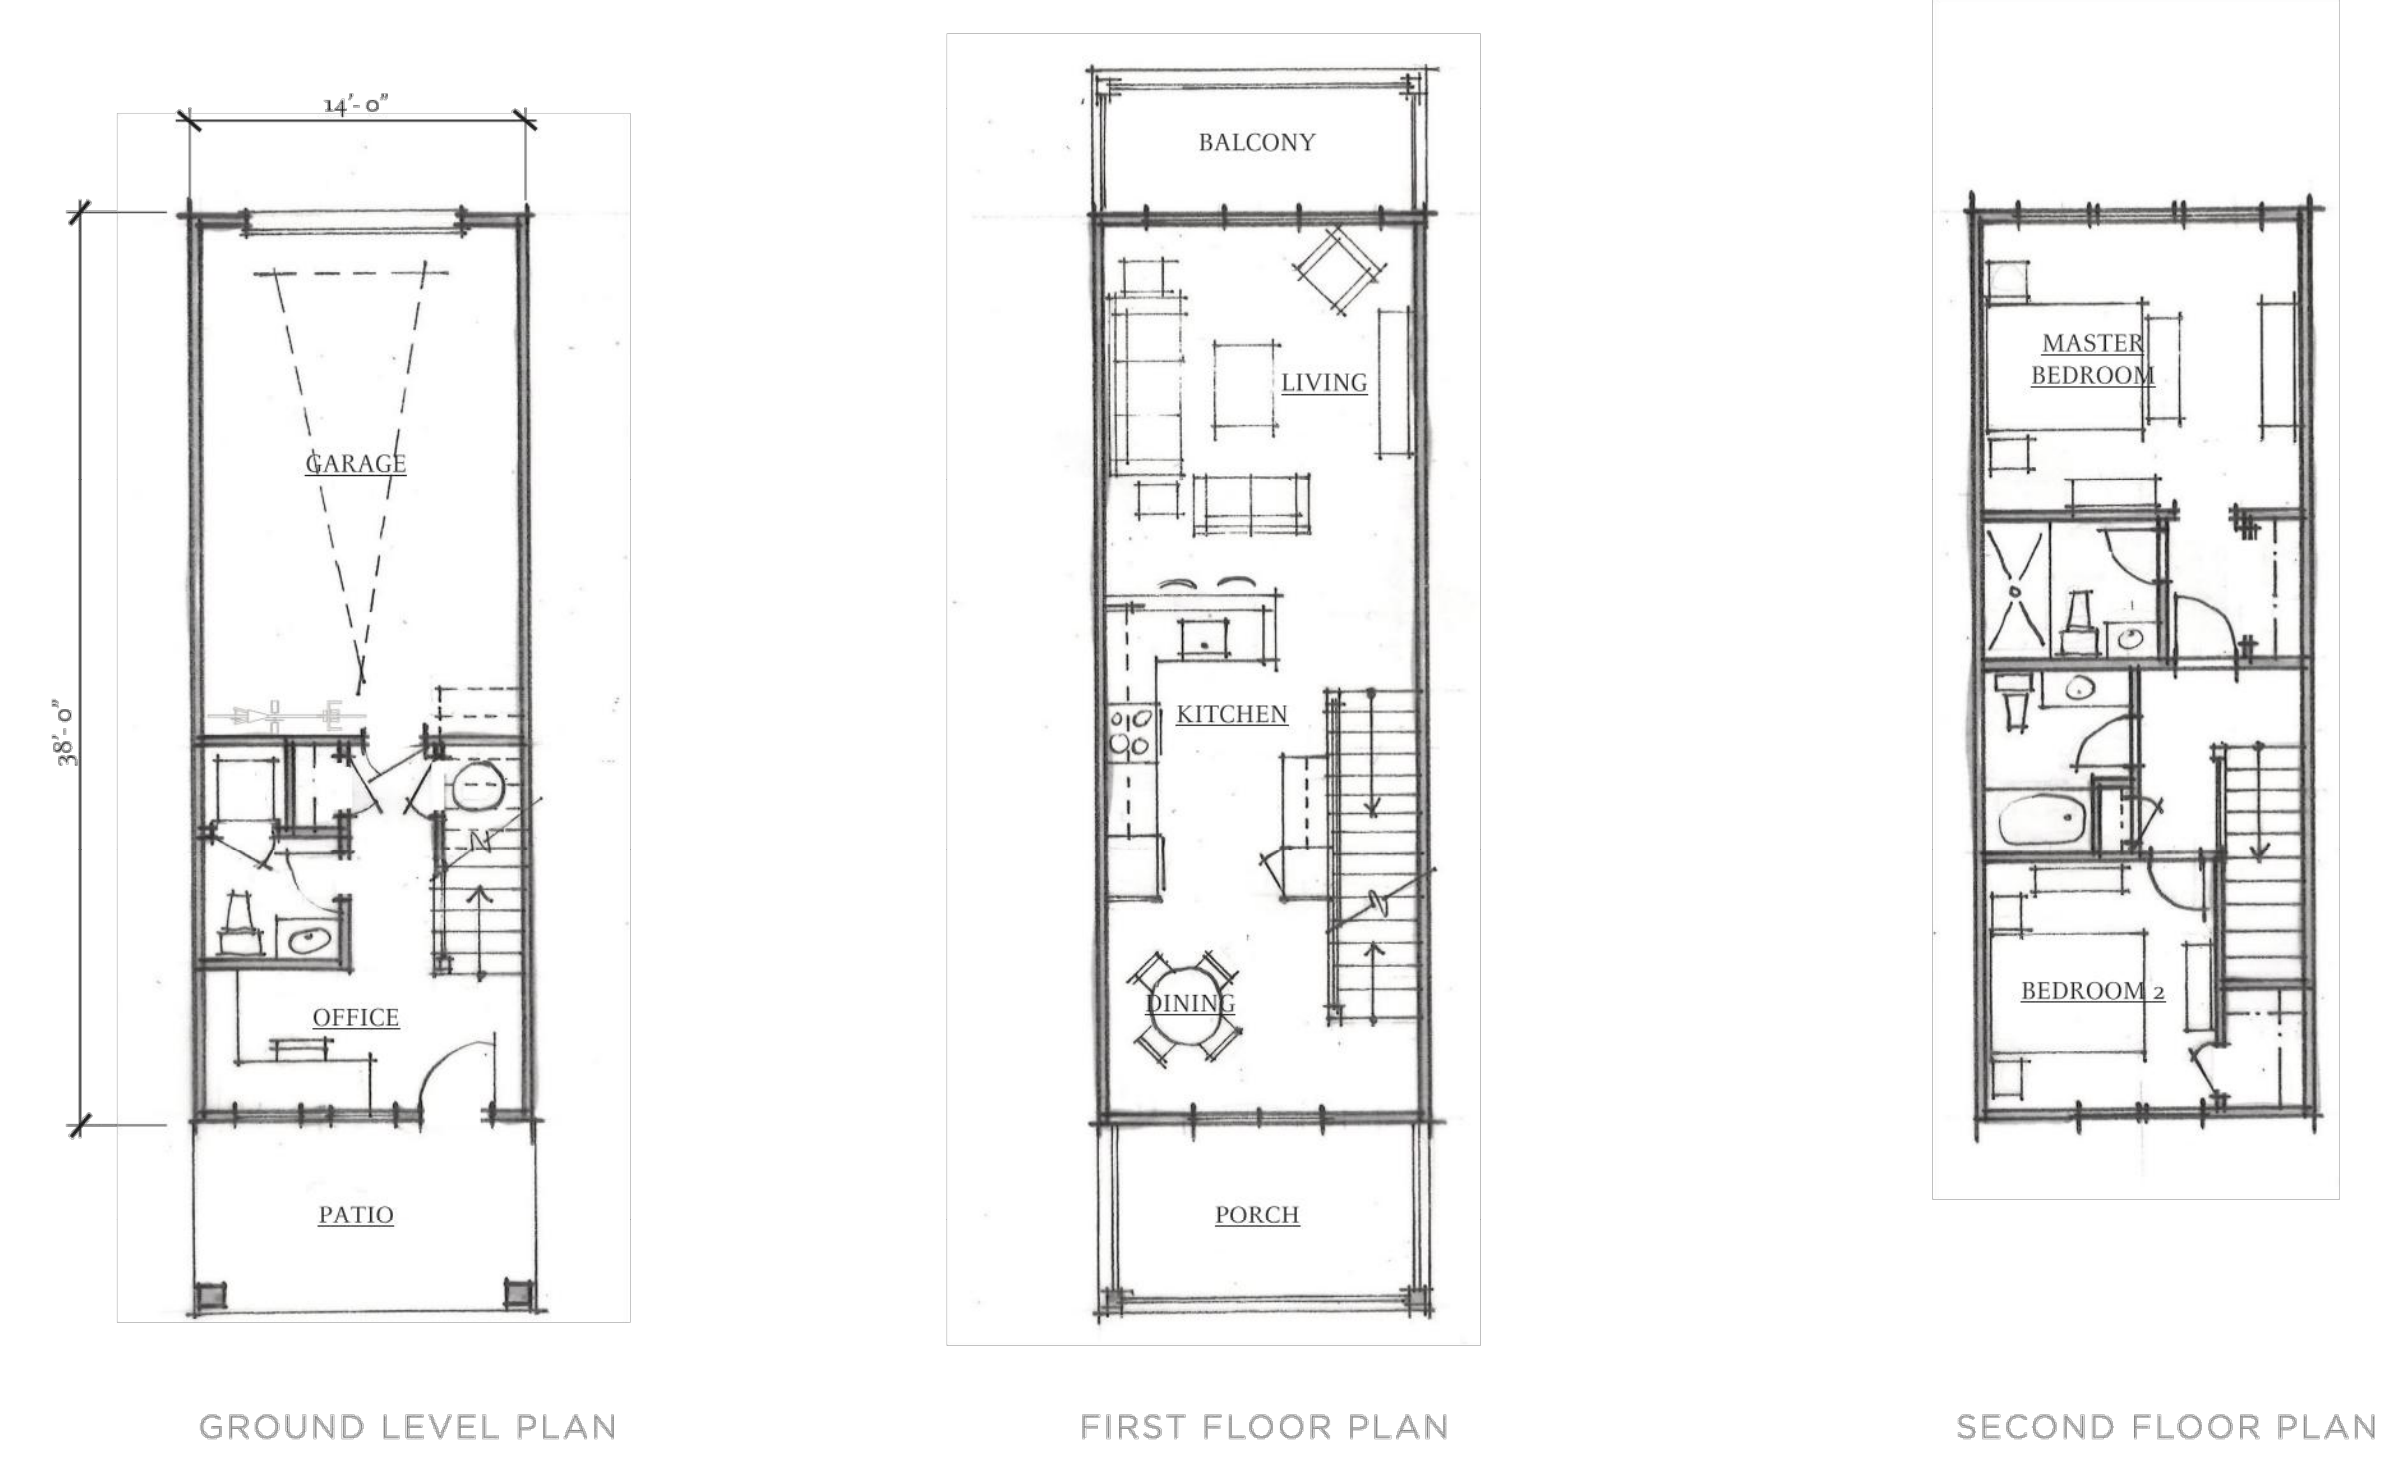 14'-0"
38'-0"
GARAGE
OFFICE
PATIO
GROUND LEVEL PLAN
BALCONY
LIVING
KITCHEN
DINING
PORCH
FIRST FLOOR PLAN
MASTER
BEDROOM
BEDROOM 2
SECOND FLOOR PLAN